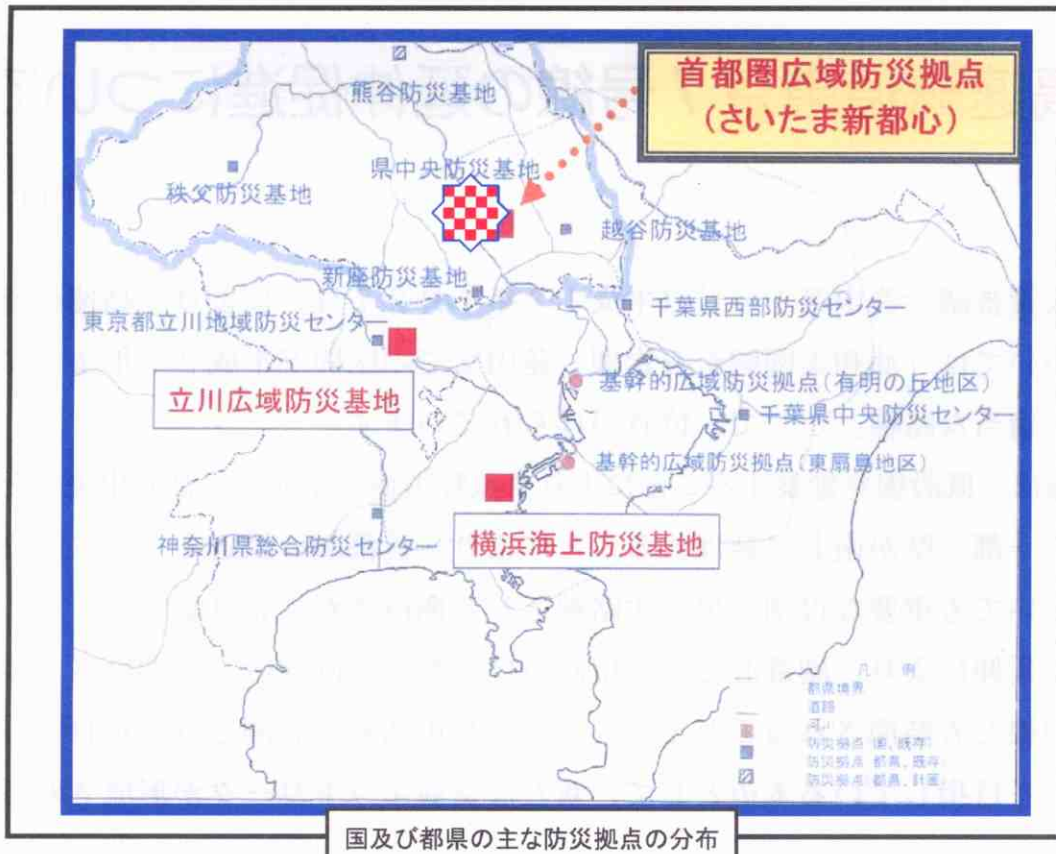 首都圏広域防災拠点
(さいたま新都心)
熊谷防災基地
県中央防災基地
秩父防災基地
越谷防災基地
新座防災基地
千葉県西部防災センター
東京都立川地域防災センター
立川広域防災基地
基幹的広域防災拠点(有明の丘地区)
千葉県中央防災センター
基幹的広域防災拠点(東扇島地区)
神奈川県総合防災センター
横浜海上防災基地
凡 例
都県境界
道路
防災拠点(国,既存)
防災拠点 都県,既存)
防災拠点:都県,計画
国及び都県の主な防災拠点の分布